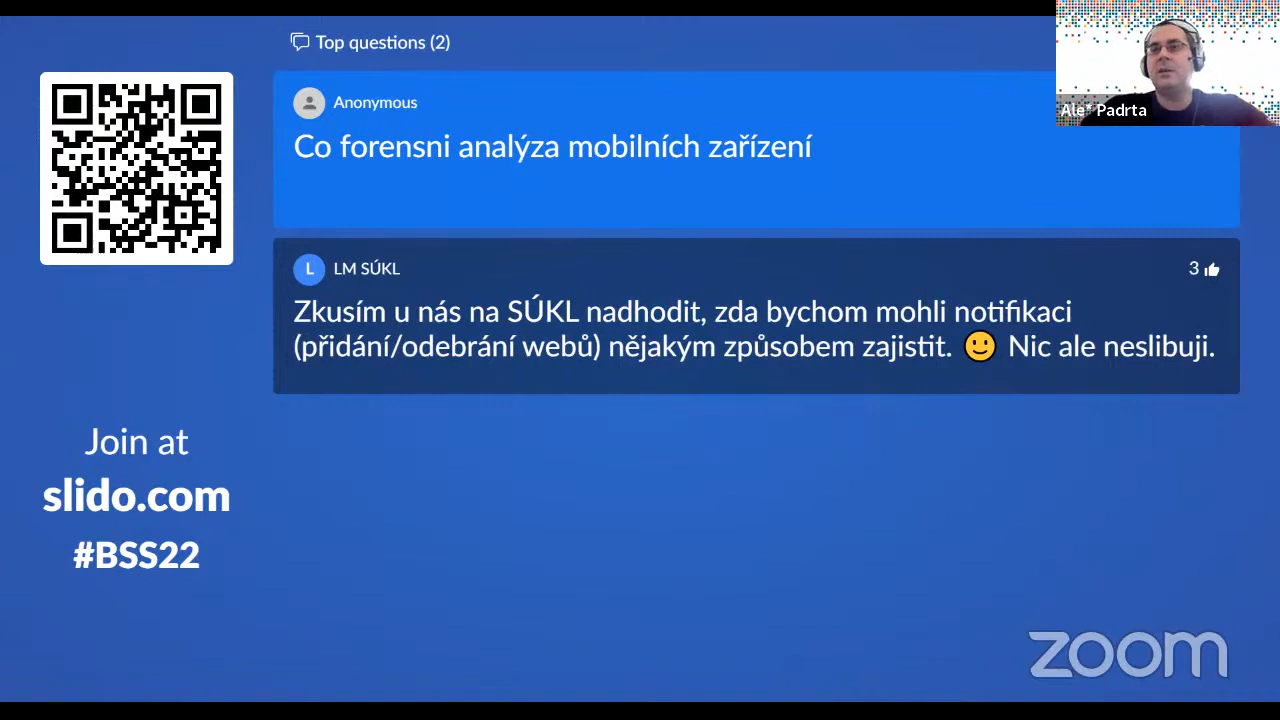 Top questions (2)
Anonymous
Co forensni analýza mobilních zařízení
L
LM SÚKL
3
Zkusím u nás na SÚKL nadhodit, zda bychom mohli notifikaci
(přidání/odebrání webů) nějakým způsobem zajistit. 🙂 Nic ale neslibuji.
Join at
slido.com
#BSS22
Ale* Padrta
zoom